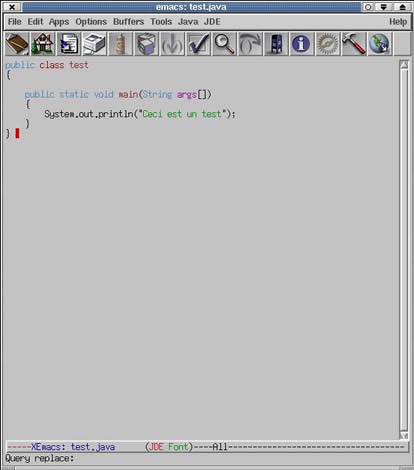 emacs: test.java
File Edit Apps Options Buffers Tools Java JDE Help
public class test
{
public static void main(String args[])
{
System.out.println("Ceci est un test");
}
}
-----XEmacs: test.java (JDE Font)----All------------------------------------
Query replace: